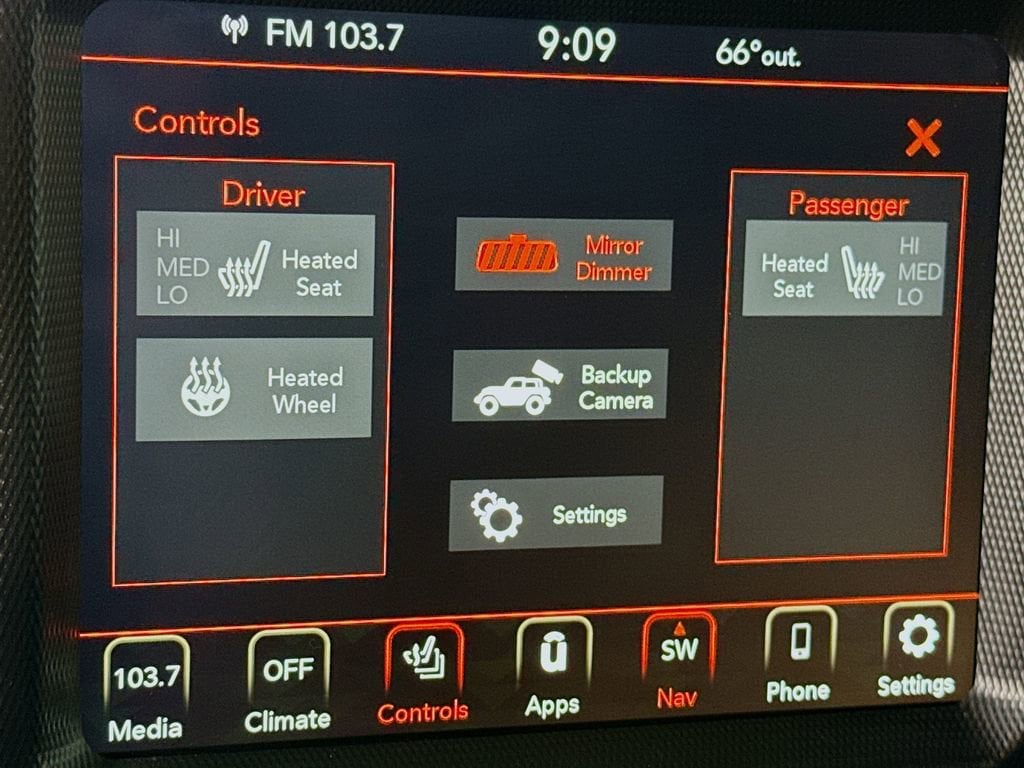 FM 103.7
9:09
66°out.
Controls
X
Driver
HI
MED
LO
Heated
Seat
Heated
Wheel
Mirror
Dimmer
Backup
Camera
Settings
Passenger
Heated
Seat
HI
MED
LO
103.7
Media
OFF
Climate
Controls
Apps
SW
Nav
Phone
Settings